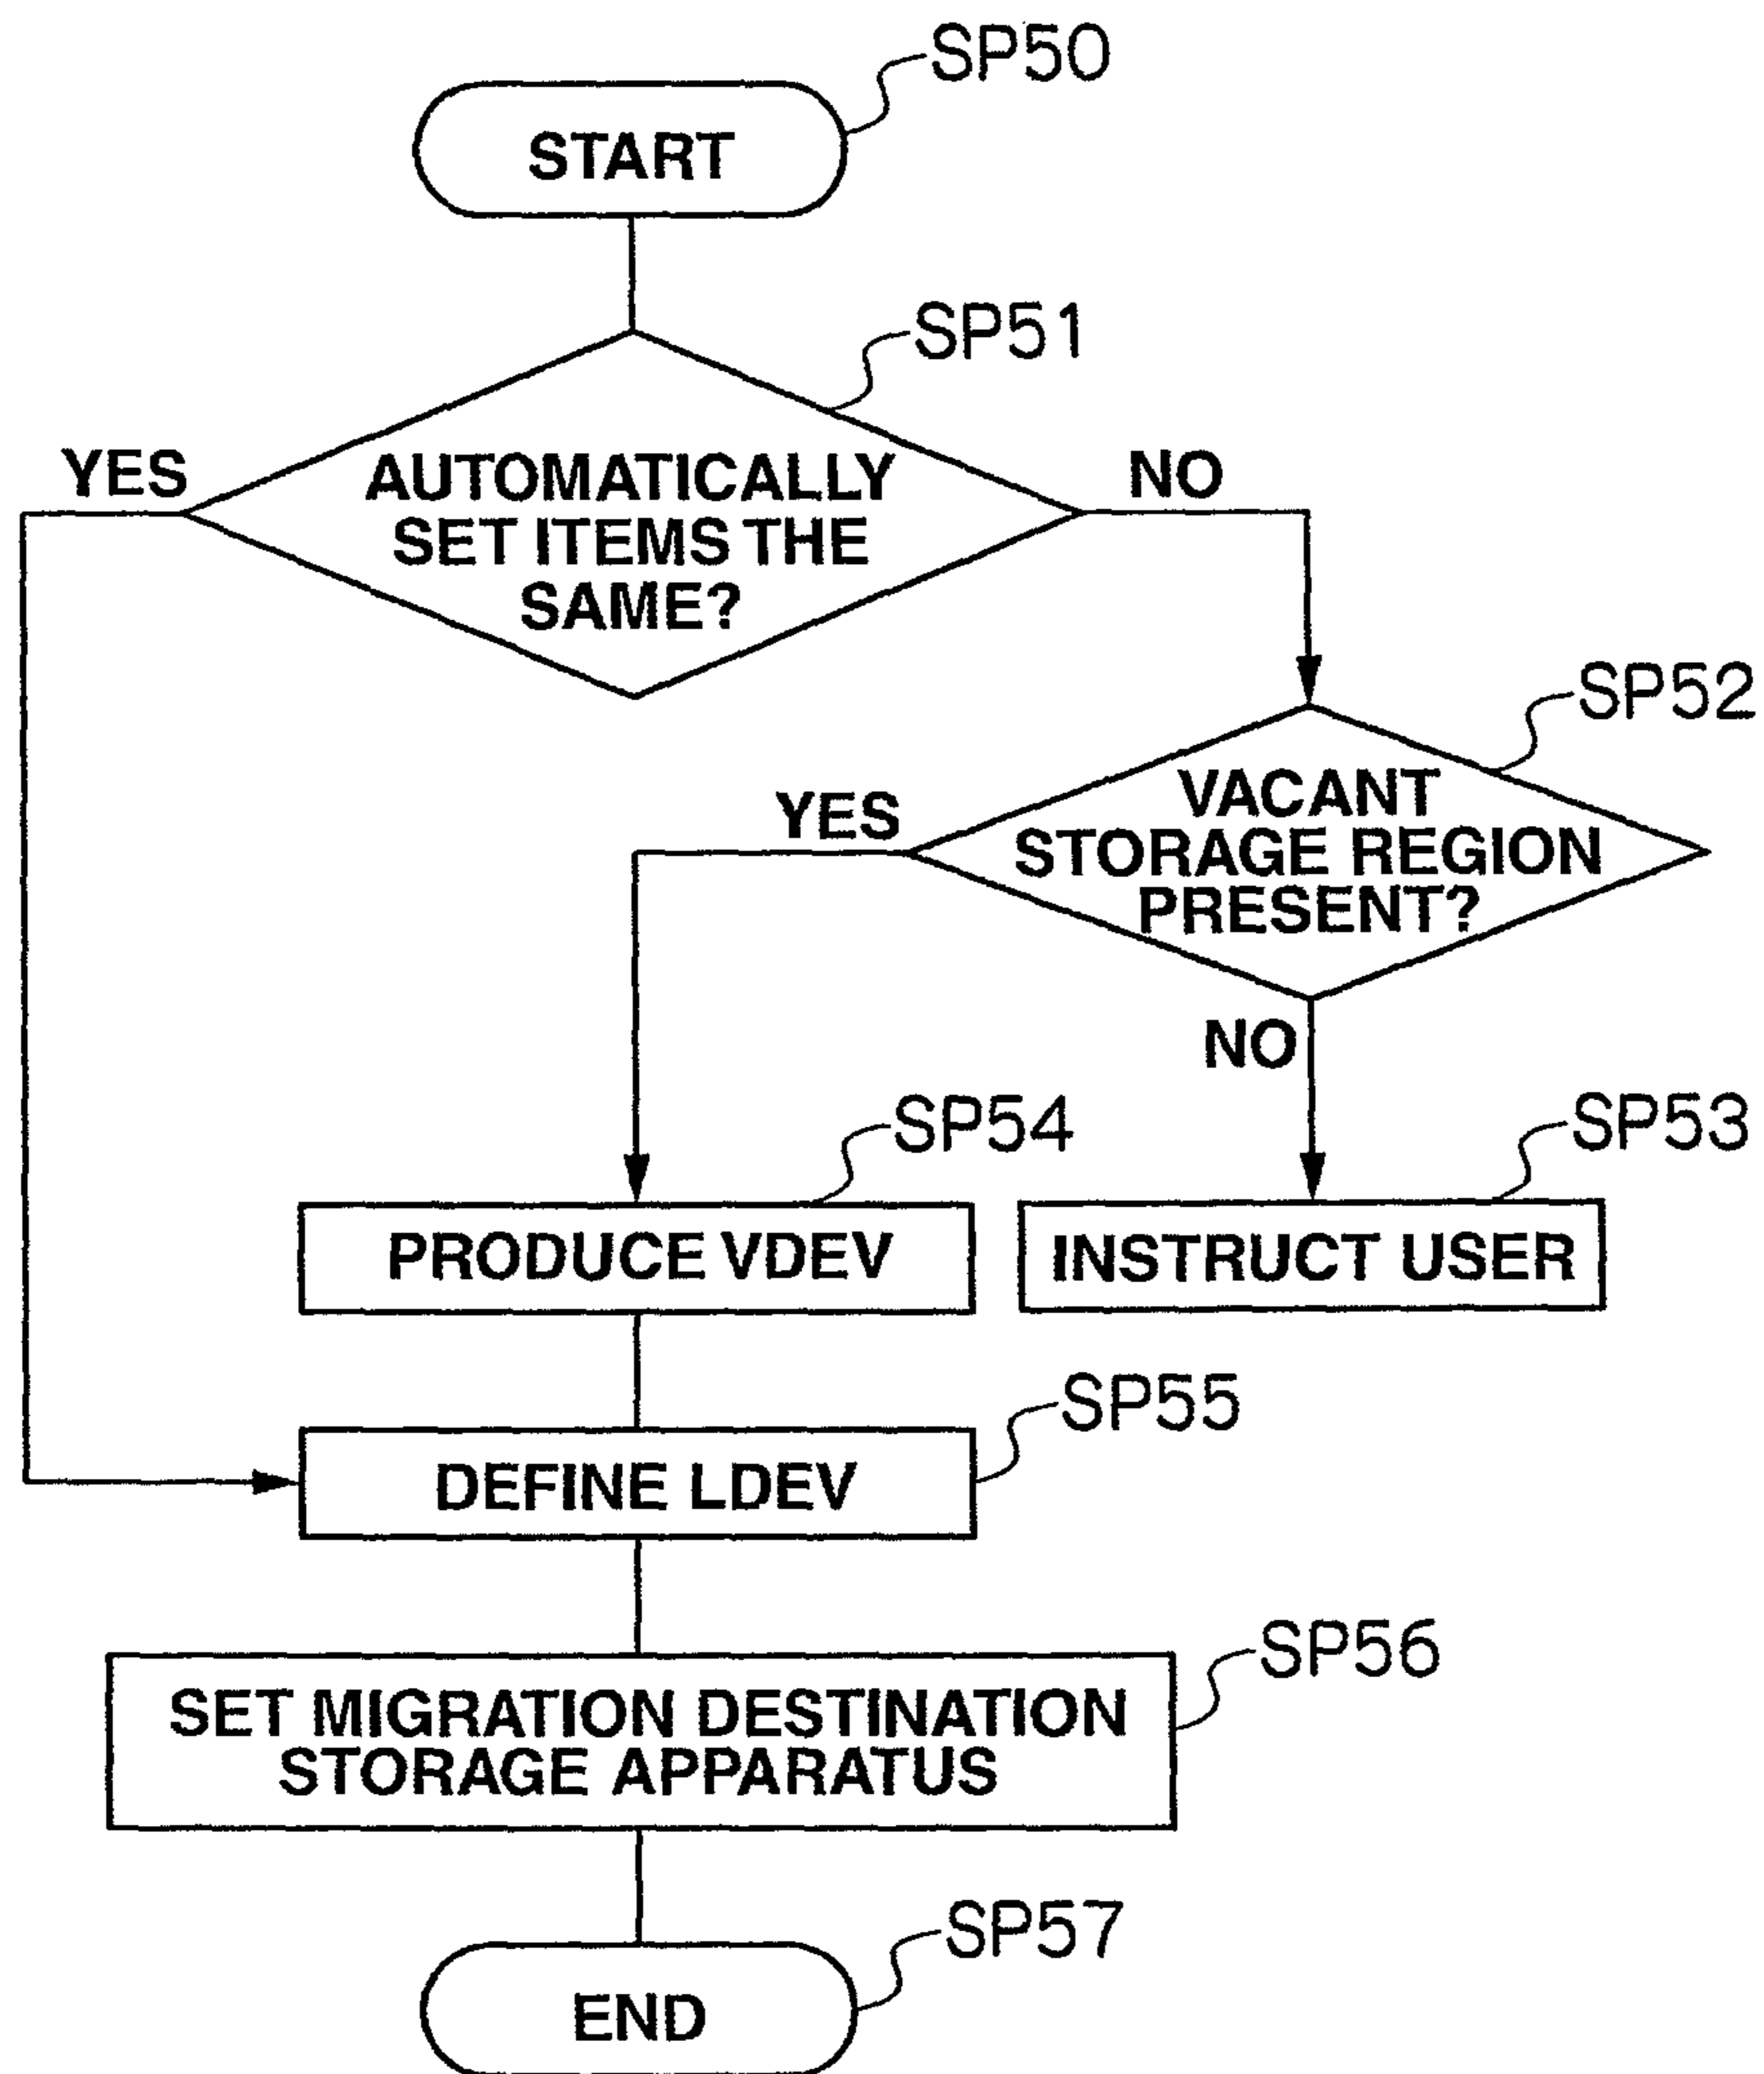 SP50
START
SP51
YES
NO
AUTOMATICALLY
SET ITEMS THE
SAME?
SP52
YES
VACANT
STORAGE REGION
PRESENT?
NO
SP54
SP53
PRODUCE VDEV
INSTRUCT USER
SP55
DEFINE LDEV
SP56
SET MIGRATION DESTINATION
STORAGE APPARATUS
SP57
END